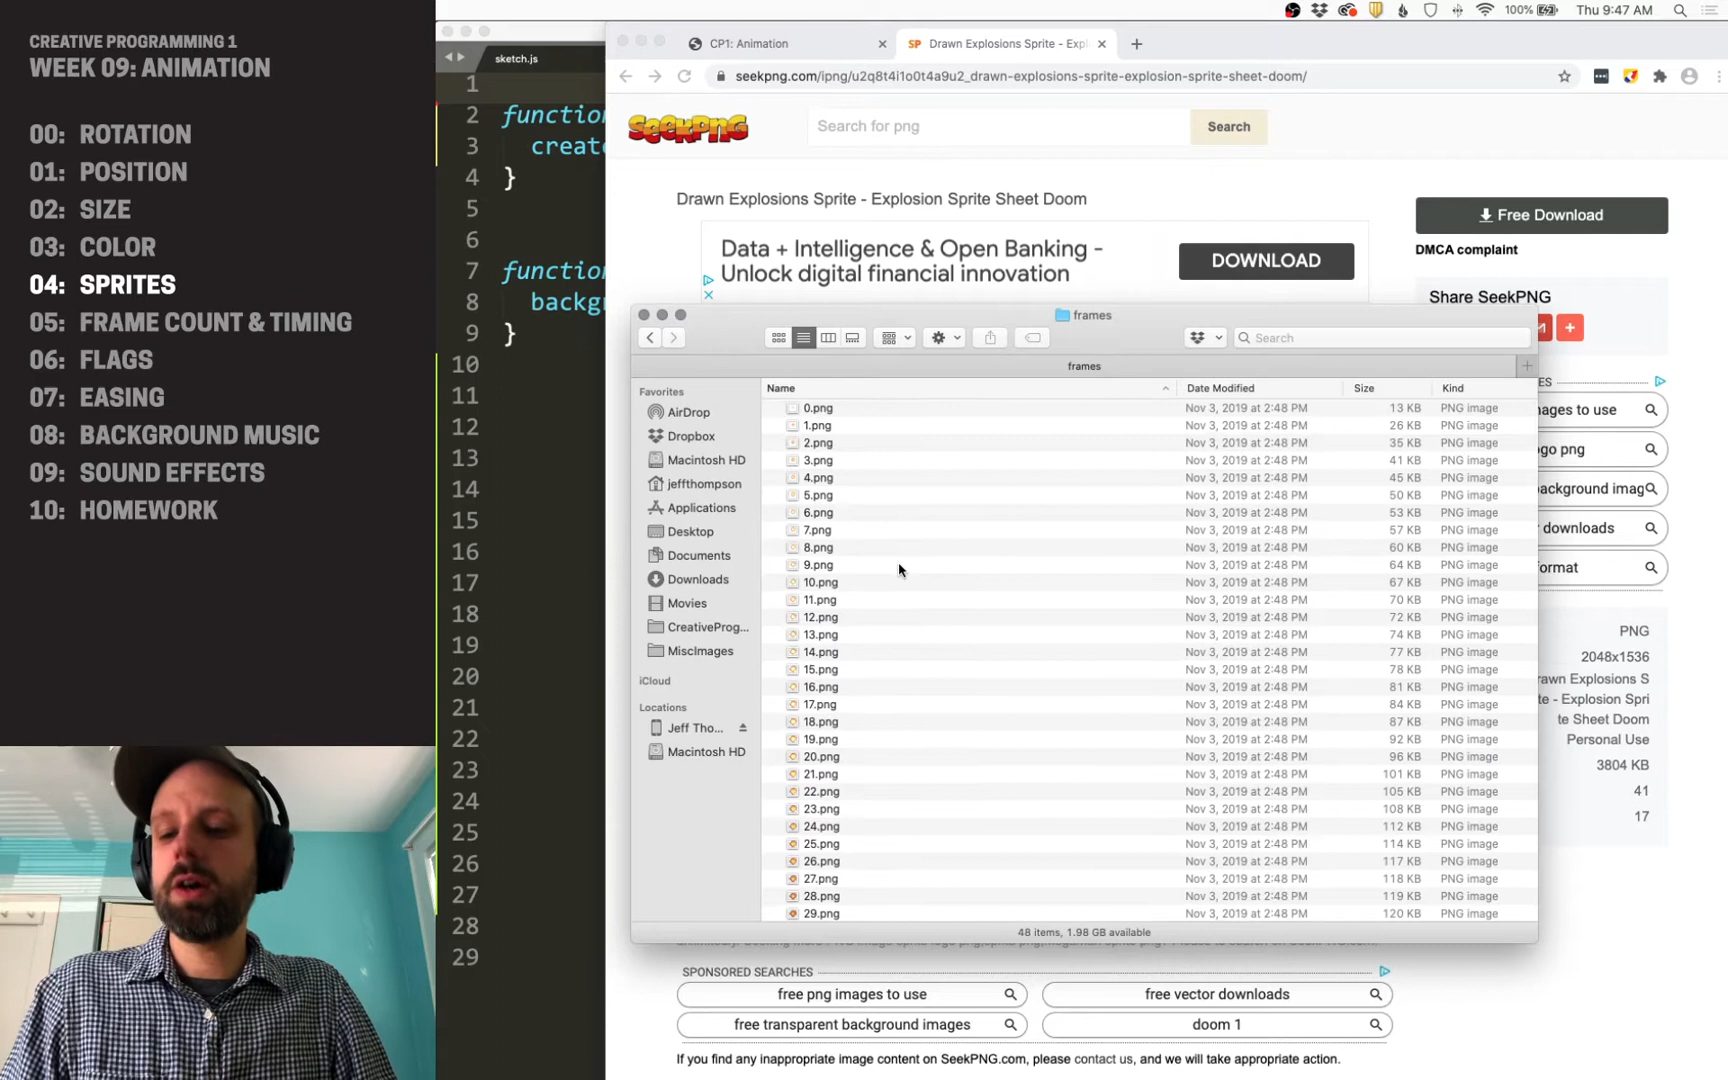 CREATIVE PROGRAMMING 1
WEEK 09: ANIMATION
00: ROTATION
01: POSITION
02: SIZE
03: COLOR
04: SPRITES
05: FRAME COUNT & TIMING
06: FLAGS
07: EASING
08: BACKGROUND MUSIC
09: SOUND EFFECTS
10: HOMEWORK
100%
Thu 9:47 AM
sketch.js
1
2 function
3 create
4 }
5
6
7 function
8 backgr
9 }
10
11
12
13
14
15
16
17
18
19
20
21
22
23
24
25
26
27
28
29
CP1: Animation
SP Drawn Explosions Sprite - Expl
seekpng.com/ipng/u2q8t4i1o0t4a9u2_drawn-explosions-sprite-explosion-sprite-sheet-doom/
SEEKPNG
Search for png
Search
Drawn Explosions Sprite - Explosion Sprite Sheet Doom
Free Download
DMCA complaint
Data + Intelligence & Open Banking -
Unlock digital financial innovation
DOWNLOAD
Share SeekPNG
frames
Search
frames
Favorites
AirDrop
Dropbox
Macintosh HD
jeffthompson
Applications
Desktop
Documents
Downloads
Movies
CreativeProg...
MiscImages
iCloud
Locations
Jeff Tho...
Macintosh HD
Name Date Modified Size Kind
0.png Nov 3, 2019 at 2:48 PM 13 KB PNG image
1.png Nov 3, 2019 at 2:48 PM 26 KB PNG image
2.png Nov 3, 2019 at 2:48 PM 35 KB PNG image
3.png Nov 3, 2019 at 2:48 PM 41 KB PNG image
4.png Nov 3, 2019 at 2:48 PM 45 KB PNG image
5.png Nov 3, 2019 at 2:48 PM 50 KB PNG image
6.png Nov 3, 2019 at 2:48 PM 53 KB PNG image
7.png Nov 3, 2019 at 2:48 PM 57 KB PNG image
8.png Nov 3, 2019 at 2:48 PM 60 KB PNG image
9.png Nov 3, 2019 at 2:48 PM 64 KB PNG image
10.png Nov 3, 2019 at 2:48 PM 67 KB PNG image
11.png Nov 3, 2019 at 2:48 PM 70 KB PNG image
12.png Nov 3, 2019 at 2:48 PM 72 KB PNG image
13.png Nov 3, 2019 at 2:48 PM 74 KB PNG image
14.png Nov 3, 2019 at 2:48 PM 77 KB PNG image
15.png Nov 3, 2019 at 2:48 PM 78 KB PNG image
16.png Nov 3, 2019 at 2:48 PM 81 KB PNG image
17.png Nov 3, 2019 at 2:48 PM 84 KB PNG image
18.png Nov 3, 2019 at 2:48 PM 87 KB PNG image
19.png Nov 3, 2019 at 2:48 PM 92 KB PNG image
20.png Nov 3, 2019 at 2:48 PM 96 KB PNG image
21.png Nov 3, 2019 at 2:48 PM 101 KB PNG image
22.png Nov 3, 2019 at 2:48 PM 105 KB PNG image
23.png Nov 3, 2019 at 2:48 PM 108 KB PNG image
24.png Nov 3, 2019 at 2:48 PM 112 KB PNG image
25.png Nov 3, 2019 at 2:48 PM 114 KB PNG image
26.png Nov 3, 2019 at 2:48 PM 117 KB PNG image
27.png Nov 3, 2019 at 2:48 PM 118 KB PNG image
28.png Nov 3, 2019 at 2:48 PM 119 KB PNG image
29.png Nov 3, 2019 at 2:48 PM 120 KB PNG image
48 items, 1.98 GB available
ES
nages to use
ogo png
ackground imag
downloads
format
PNG
2048x1536
rawn Explosions S
te - Explosion Spri
te Sheet Doom
Personal Use
3804 KB
41
17
SPONSORED SEARCHES
free png images to use
free vector downloads
free transparent background images
doom 1
If you find any inappropriate image content on SeekPNG.com, please contact us, and we will take appropriate action.